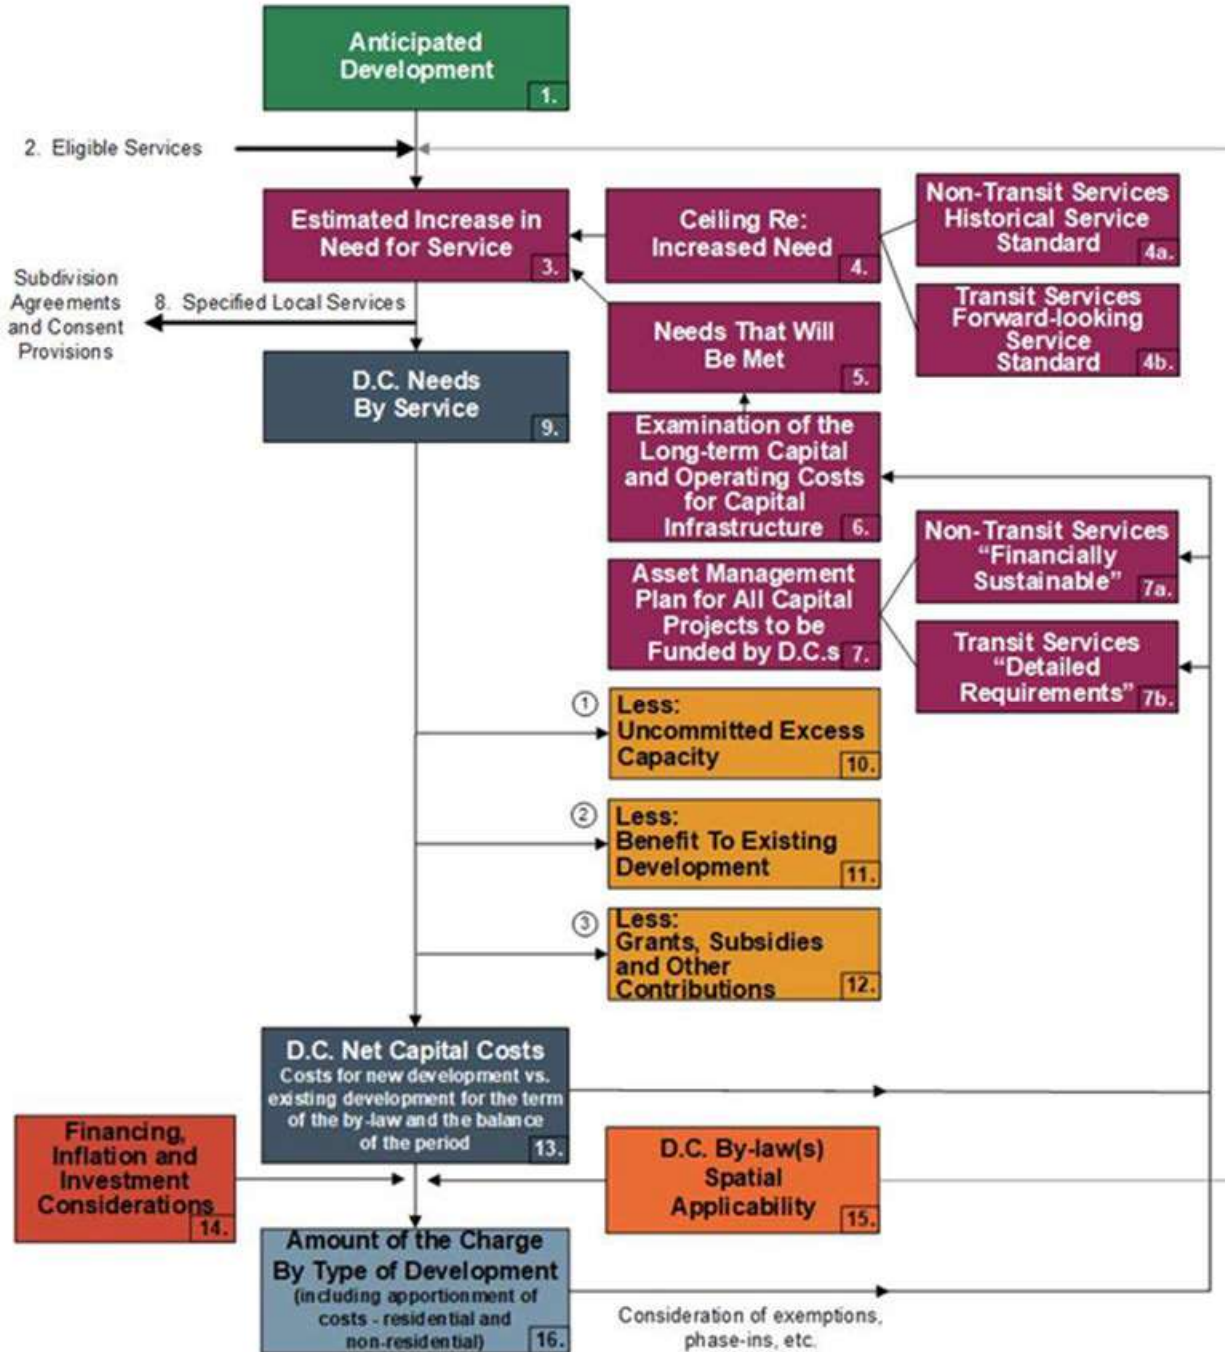 Anticipated
Development
1.
2. Eligible Services
Estimated Increase in
Need for Service
3.
Ceiling Re:
Increased Need
4.
Non-Transit Services
Historical Service
Standard
4a.
Transit Services
Forward-looking
Service
Standard
4b.
Subdivision
Agreements
and Consent
Provisions
8. Specified Local Services
Needs That Will
Be Met
5.
D.C. Needs
By Service
9.
Examination of the
Long-term Capital
and Operating Costs
for Capital
Infrastructure
6.
Non-Transit Services
“Financially
Sustainable”
7a.
Asset Management
Plan for All Capital
Projects to be
Funded by D.C.s
7.
Transit Services
“Detailed
Requirements”
7b.
1
Less:
Uncommitted Excess
Capacity
10.
2
Less:
Benefit To Existing
Development
11.
3
Less:
Grants, Subsidies
and Other
Contributions
12.
D.C. Net Capital Costs
Costs for new development vs.
existing development for the term
of the by-law and the balance
of the period
13.
Financing,
Inflation and
Investment
Considerations
14.
D.C. By-law(s)
Spatial
Applicability
15.
Amount of the Charge
By Type of Development
(including apportionment of
costs - residential and
non-residential)
16.
Consideration of exemptions,
phase-ins, etc.